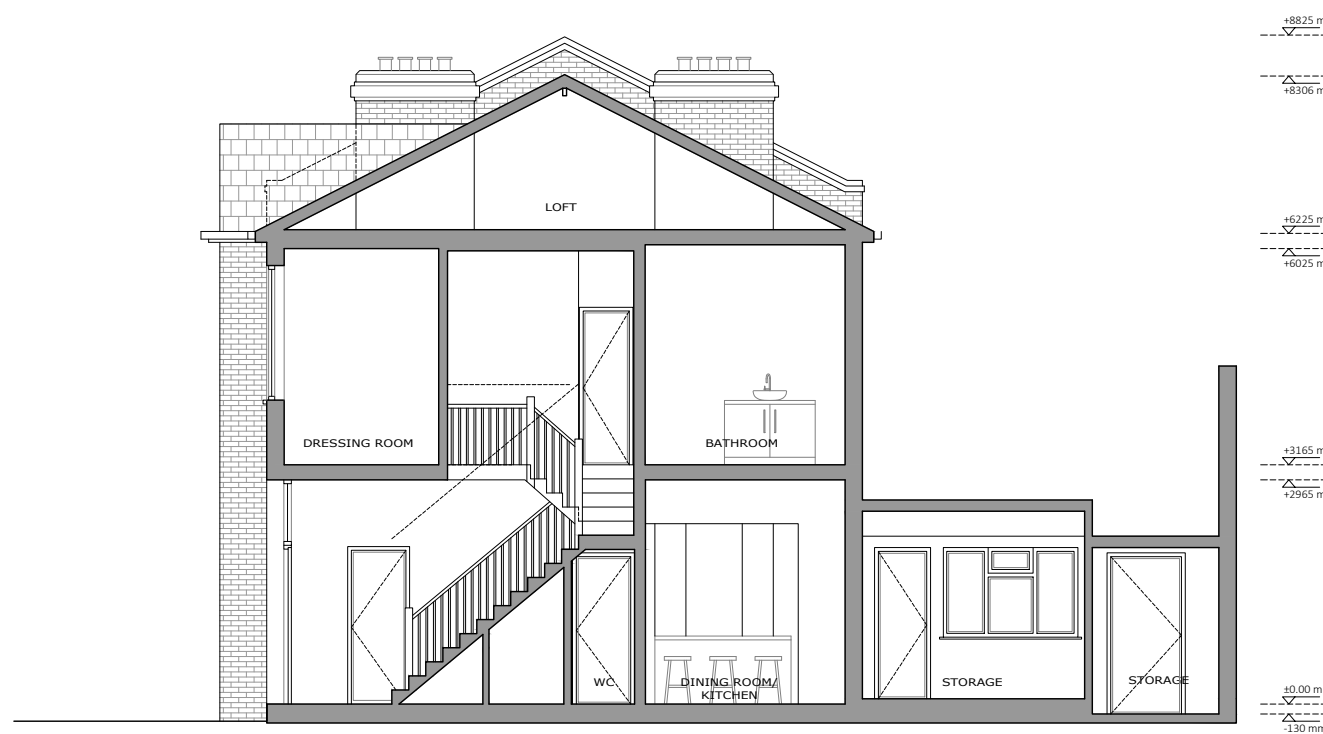 +8825 m
+8306 m
LOFT
+6225 m
+6025 m
DRESSING ROOM
BATHROOM
+3165 m
+2965 m
WC
DINING ROOM/
KITCHEN
STORAGE
STORAGE
±0.00 m
-130 mm